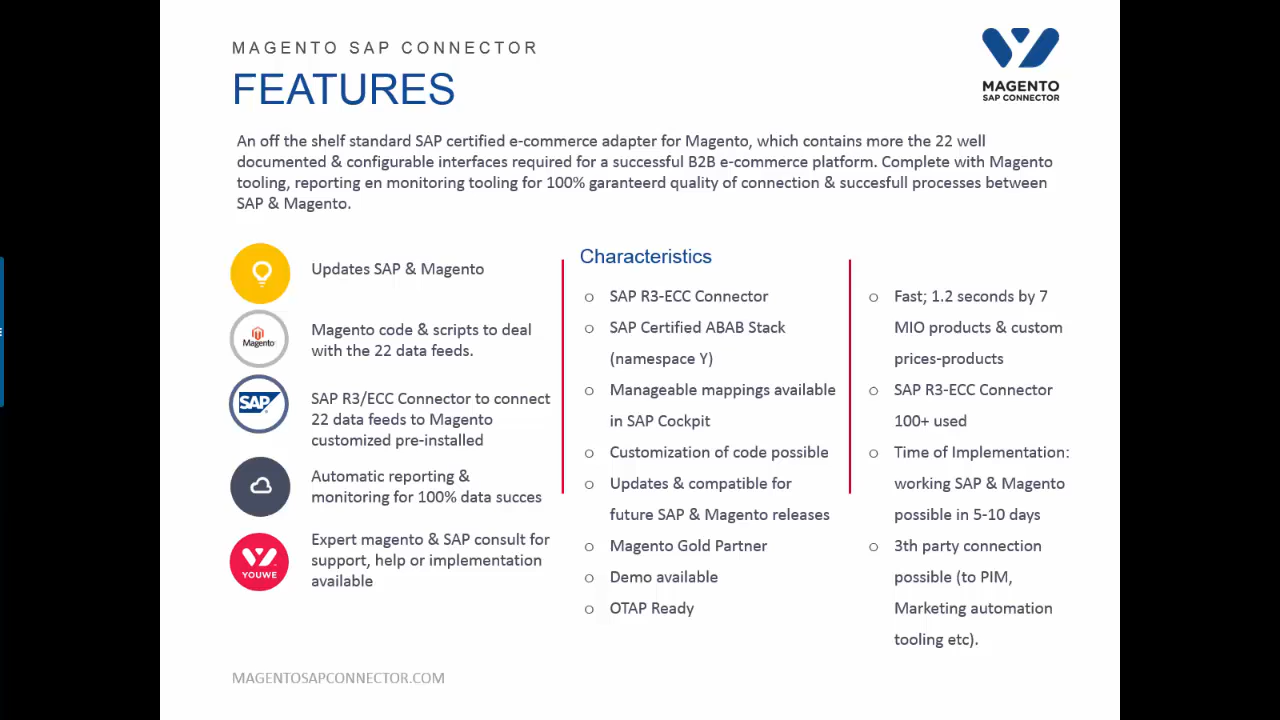 MAGENTO SAP CONNECTOR
FEATURES
MAGENTO
SAP CONNECTOR
An off the shelf standard SAP certified e-commerce adapter for Magento, which contains more the 22 well
documented & configurable interfaces required for a successful B2B e-commerce platform. Complete with Magento
tooling, reporting en monitoring tooling for 100% garanteerd quality of connection & succesfull processes between
SAP & Magento.
Updates SAP & Magento
Magento
Magento code & scripts to deal
with the 22 data feeds.
SAP
SAP R3/ECC Connector to connect
22 data feeds to Magento
customized pre-installed
Automatic reporting &
monitoring for 100% data succes
YOUWE
Expert magento & SAP consult for
support, help or implementation
available
Characteristics
o SAP R3-ECC Connector
o SAP Certified ABAB Stack
(namespace Y)
o Manageable mappings available
in SAP Cockpit
o Customization of code possible
o Updates & compatible for
future SAP & Magento releases
o Magento Gold Partner
o Demo available
o OTAP Ready
o Fast; 1.2 seconds by 7
MIO products & custom
prices-products
o SAP R3-ECC Connector
100+ used
o Time of Implementation:
working SAP & Magento
possible in 5-10 days
o 3th party connection
possible (to PIM,
Marketing automation
tooling etc).
MAGENTOSAPCONNECTOR.COM